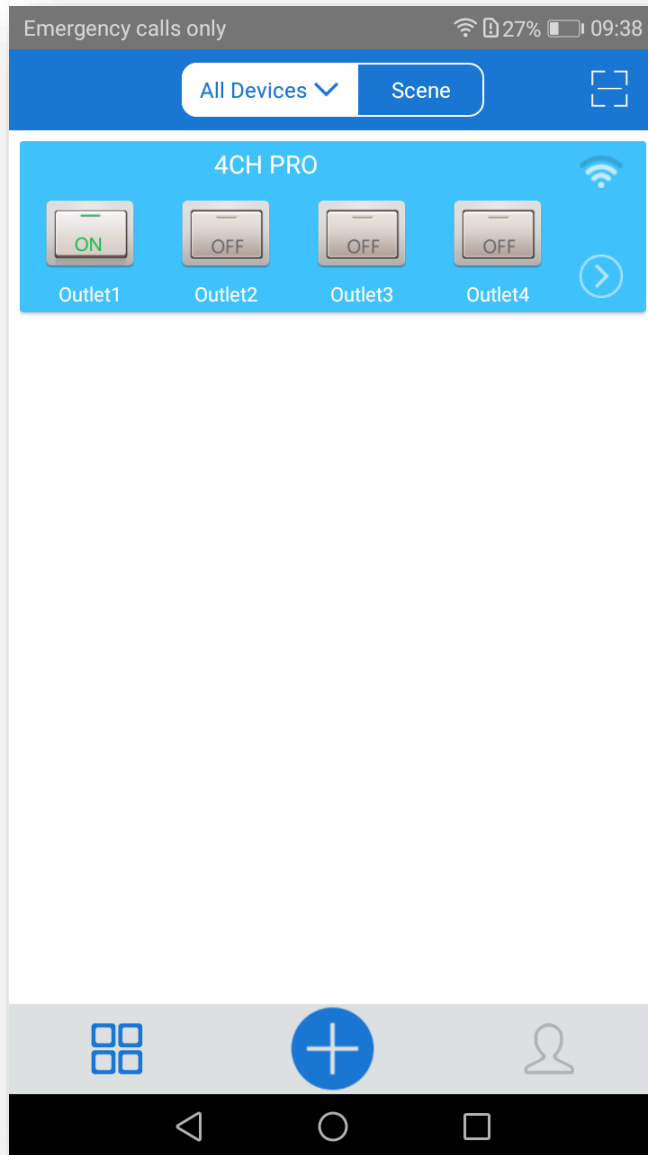 Emergency calls only 27% 09:38
All Devices Scene
4CH PRO
ON OFF OFF OFF
Outlet1 Outlet2 Outlet3 Outlet4